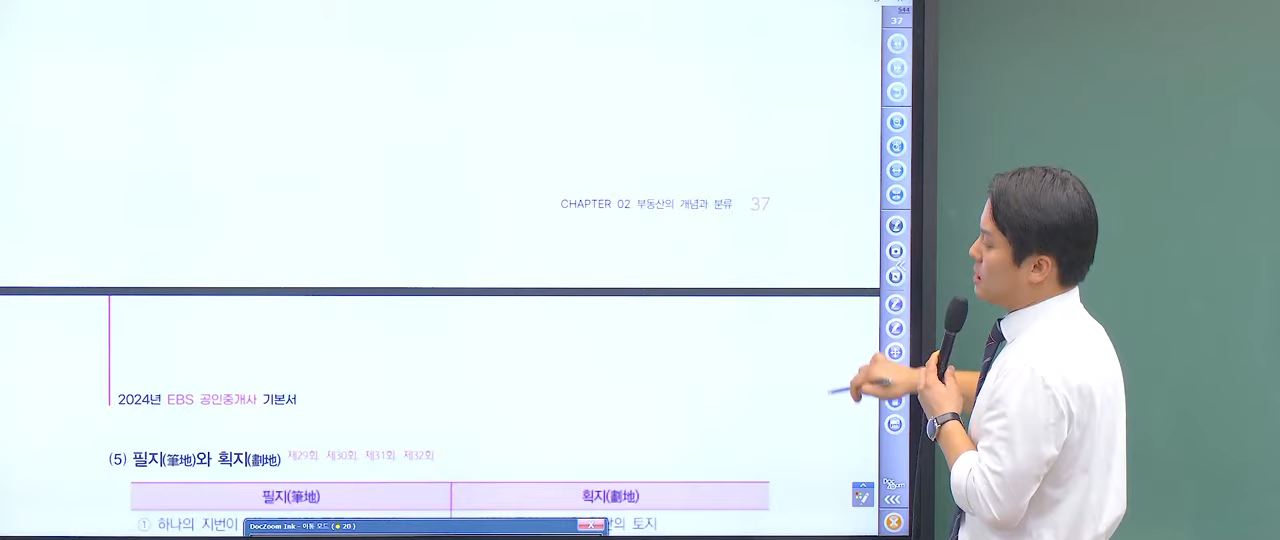 544
37
CHAPTER 02 부동산의 개념과 분류 37
2024년 EBS 공인중개사 기본서
(5) 필지(筆地)와 획지(劃地) 제29회 제30회 제31회 제32회
필지(筆地) 획지(劃地)
① 하나의 지번이 의 토지
DocZoom Ink - 이동 모드 ( 20 )
DocZoom